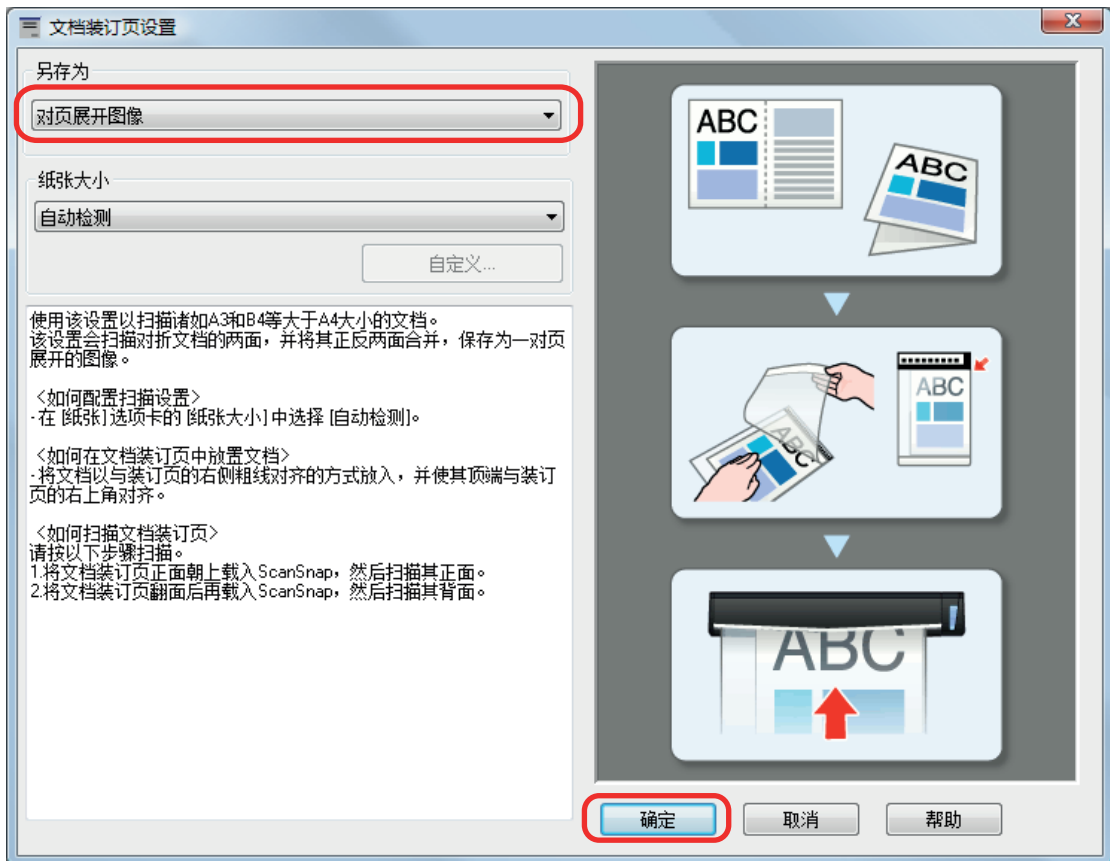 文档装订页设置
另存为
对页展开图像
纸张大小
自动检测
自定义...
使用该设置以扫描诸如A3和B4等大于A4大小的文档。
该设置会扫描对折文档的两面，并将其正反两面合并，保存为一对页
展开的图像。
〈如何配置扫描设置〉
-在 [纸张] 选项卡的 [纸张大小] 中选择 [自动检测]。
〈如何在文档装订页中放置文档〉
-将文档以与装订页的右侧粗线对齐的方式放入，并使其顶端与装订
页的右上角对齐。
〈如何扫描文档装订页〉
请按以下步骤扫描。
1.将文档装订页正面朝上载入ScanSnap，然后扫描其正面。
2.将文档装订页翻面后再载入ScanSnap，然后扫描其背面。
ABC
ABC
ABC
ABC
ABC
确定
取消
帮助